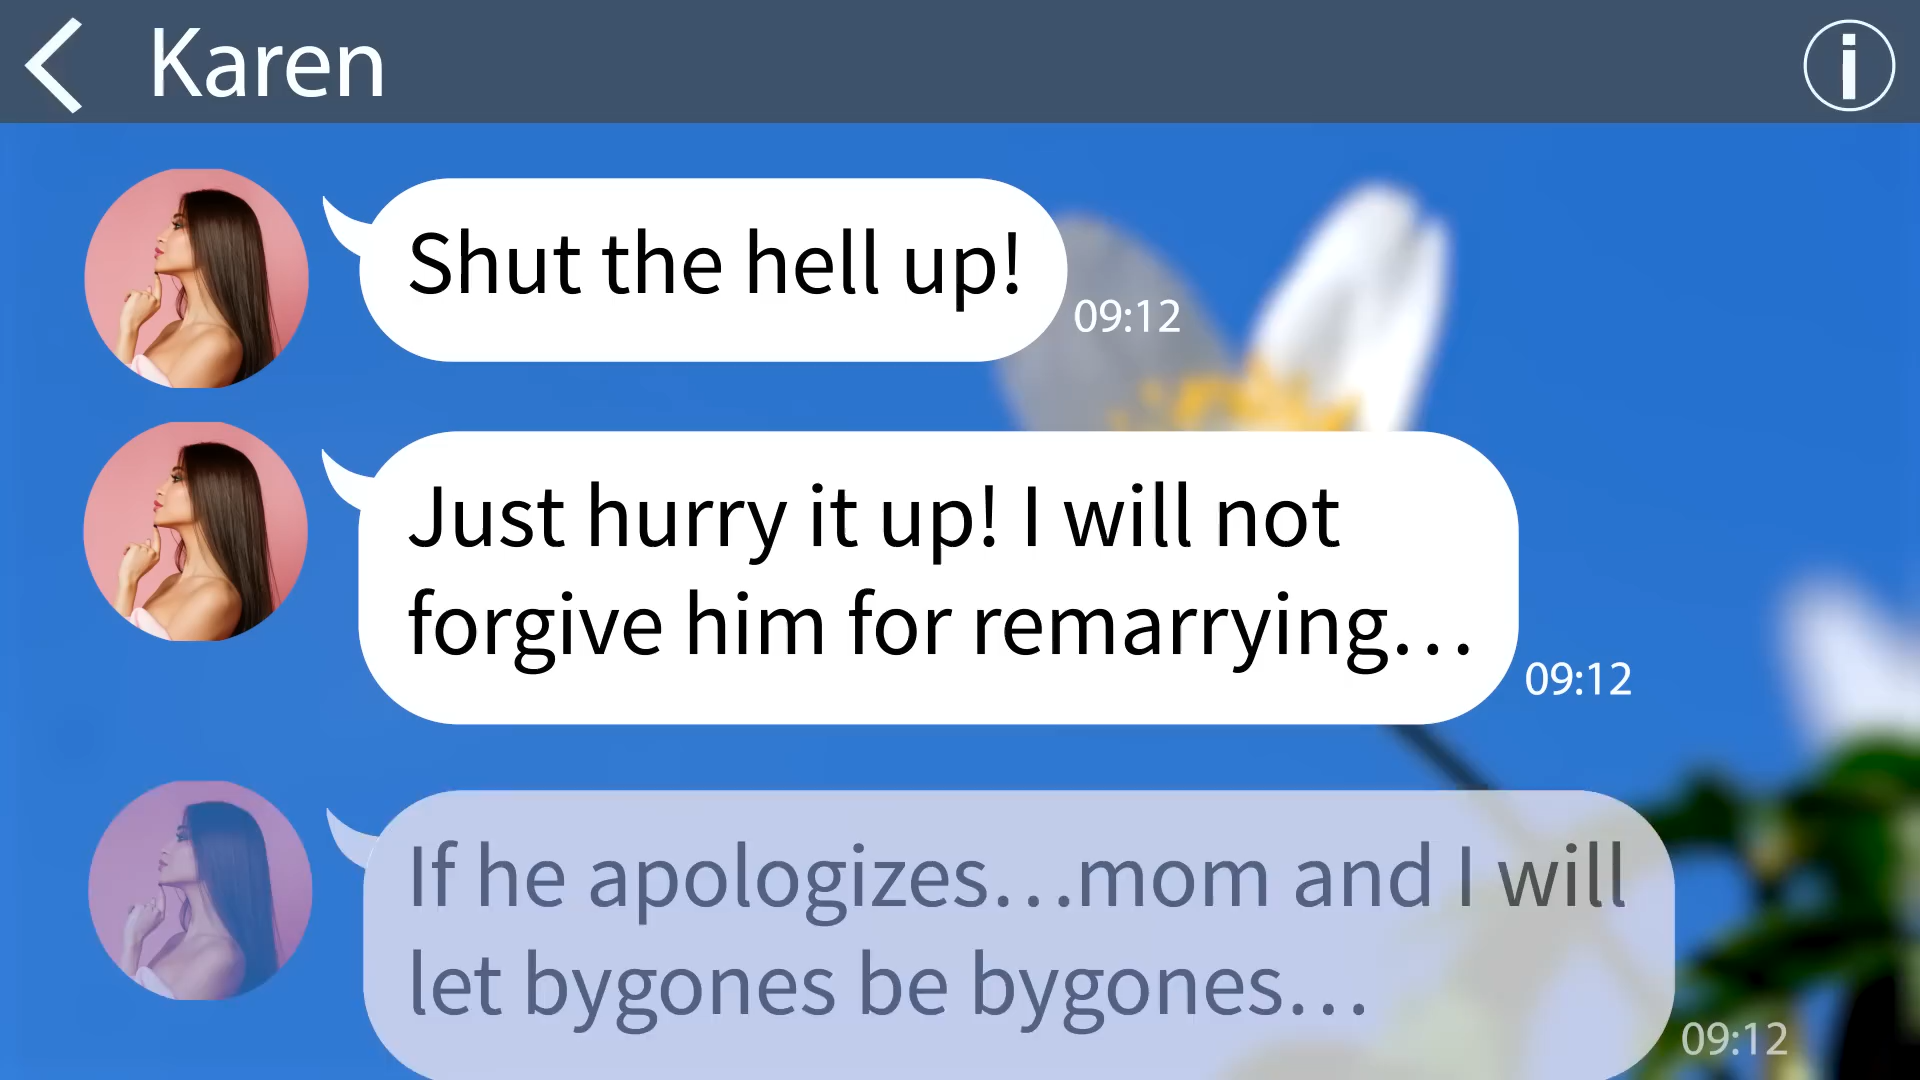 Karen
Shut the hell up!
09:12
Just hurry it up! I will not
forgive him for remarrying…
09:12
If he apologizes…mom and I will
let bygones be bygones…
09:12